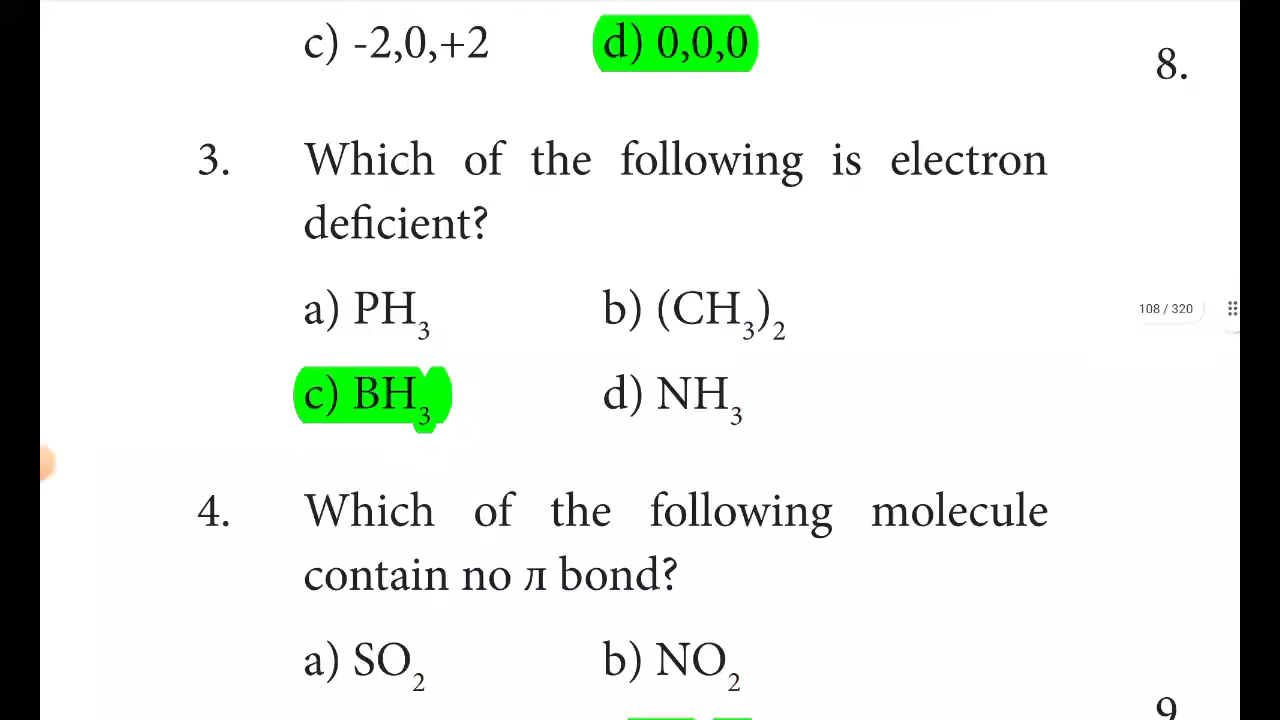 c) -2,0,+2 d) 0,0,0
8.
3. Which of the following is electron
deficient?
a) PH₃ b) (CH₃)₂
108 / 320
c) BH₃ d) NH₃
4. Which of the following molecule
contain no л bond?
a) SO₂ b) NO₂
9